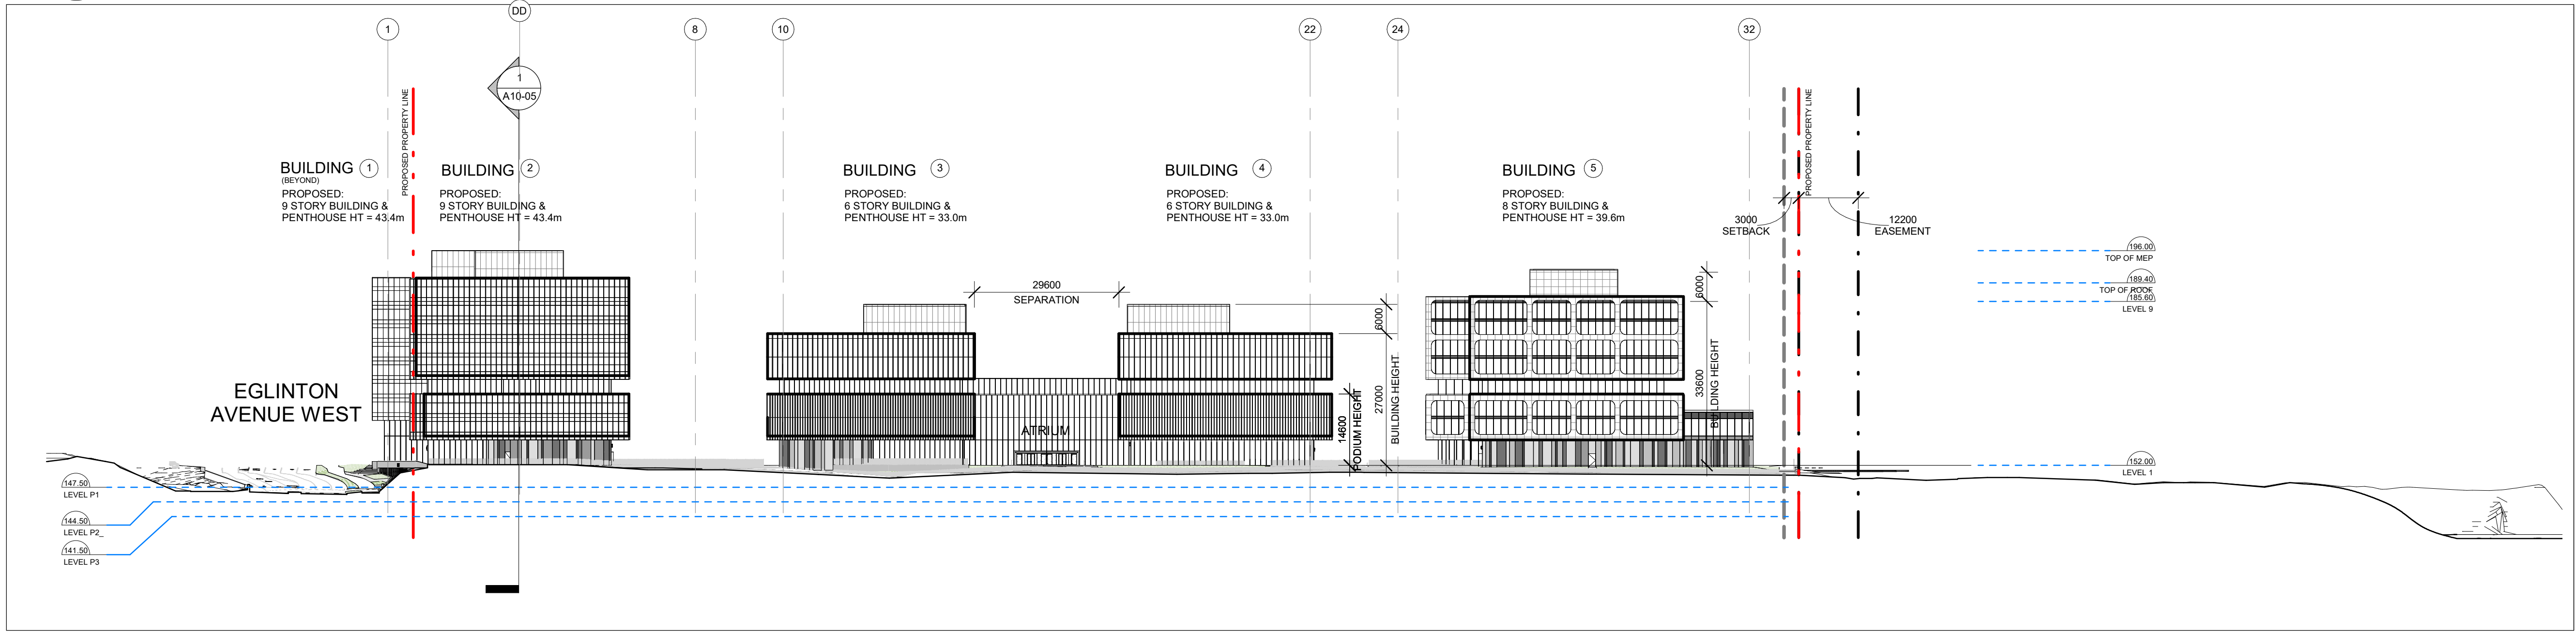 DD
1
8
10
22
24
32
1
A10-05
PROPOSED PROPERTY LINE
PROPOSED PROPERTY LINE
BUILDING 1
(BEYOND)
PROPOSED:
9 STORY BUILDING &
PENTHOUSE HT = 43.4m
BUILDING 2
PROPOSED:
9 STORY BUILDING &
PENTHOUSE HT = 43.4m
BUILDING 3
PROPOSED:
6 STORY BUILDING &
PENTHOUSE HT = 33.0m
BUILDING 4
PROPOSED:
6 STORY BUILDING &
PENTHOUSE HT = 33.0m
BUILDING 5
PROPOSED:
8 STORY BUILDING &
PENTHOUSE HT = 39.6m
3000
SETBACK
12200
EASEMENT
196.00
TOP OF MEP
189.40
TOP OF ROOF
185.60
LEVEL 9
29600
SEPARATION
6000
27000
BUILDING HEIGHT
14600
PODIUM HEIGHT
6000
33600
BUILDING HEIGHT
EGLINTON
AVENUE WEST
ATRIUM
152.00
LEVEL 1
147.50
LEVEL P1
144.50
LEVEL P2_
141.50
LEVEL P3